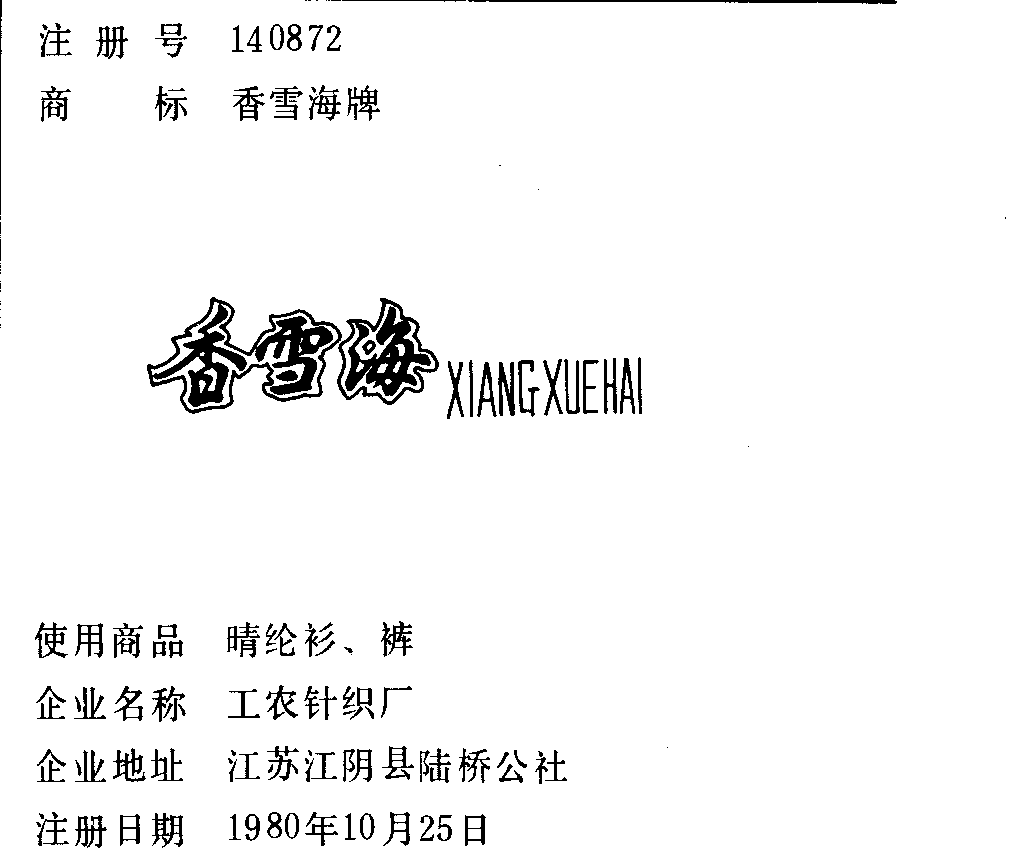 注册号 140872
商标 香雪海牌
香雪海 XIANG XUE HAI
使用商品 晴纶衫、裤
企业名称 工农针织厂
企业地址 江苏江阴县陆桥公社
注册日期 1980年10月25日